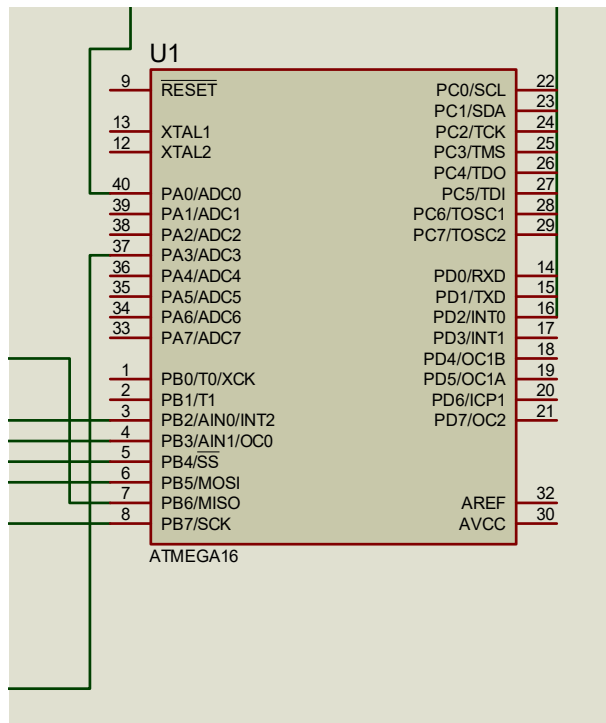 U1
9 RESET
13 XTAL1
12 XTAL2
40 PA0/ADC0
39 PA1/ADC1
38 PA2/ADC2
37 PA3/ADC3
36 PA4/ADC4
35 PA5/ADC5
34 PA6/ADC6
33 PA7/ADC7
1 PB0/T0/XCK
2 PB1/T1
3 PB2/AIN0/INT2
4 PB3/AIN1/OC0
5 PB4/SS
6 PB5/MOSI
7 PB6/MISO
8 PB7/SCK
PC0/SCL 22
PC1/SDA 23
PC2/TCK 24
PC3/TMS 25
PC4/TDO 26
PC5/TDI 27
PC6/TOSC1 28
PC7/TOSC2 29
PD0/RXD 14
PD1/TXD 15
PD2/INT0 16
PD3/INT1 17
PD4/OC1B 18
PD5/OC1A 19
PD6/ICP1 20
PD7/OC2 21
AREF 32
AVCC 30
ATMEGA16